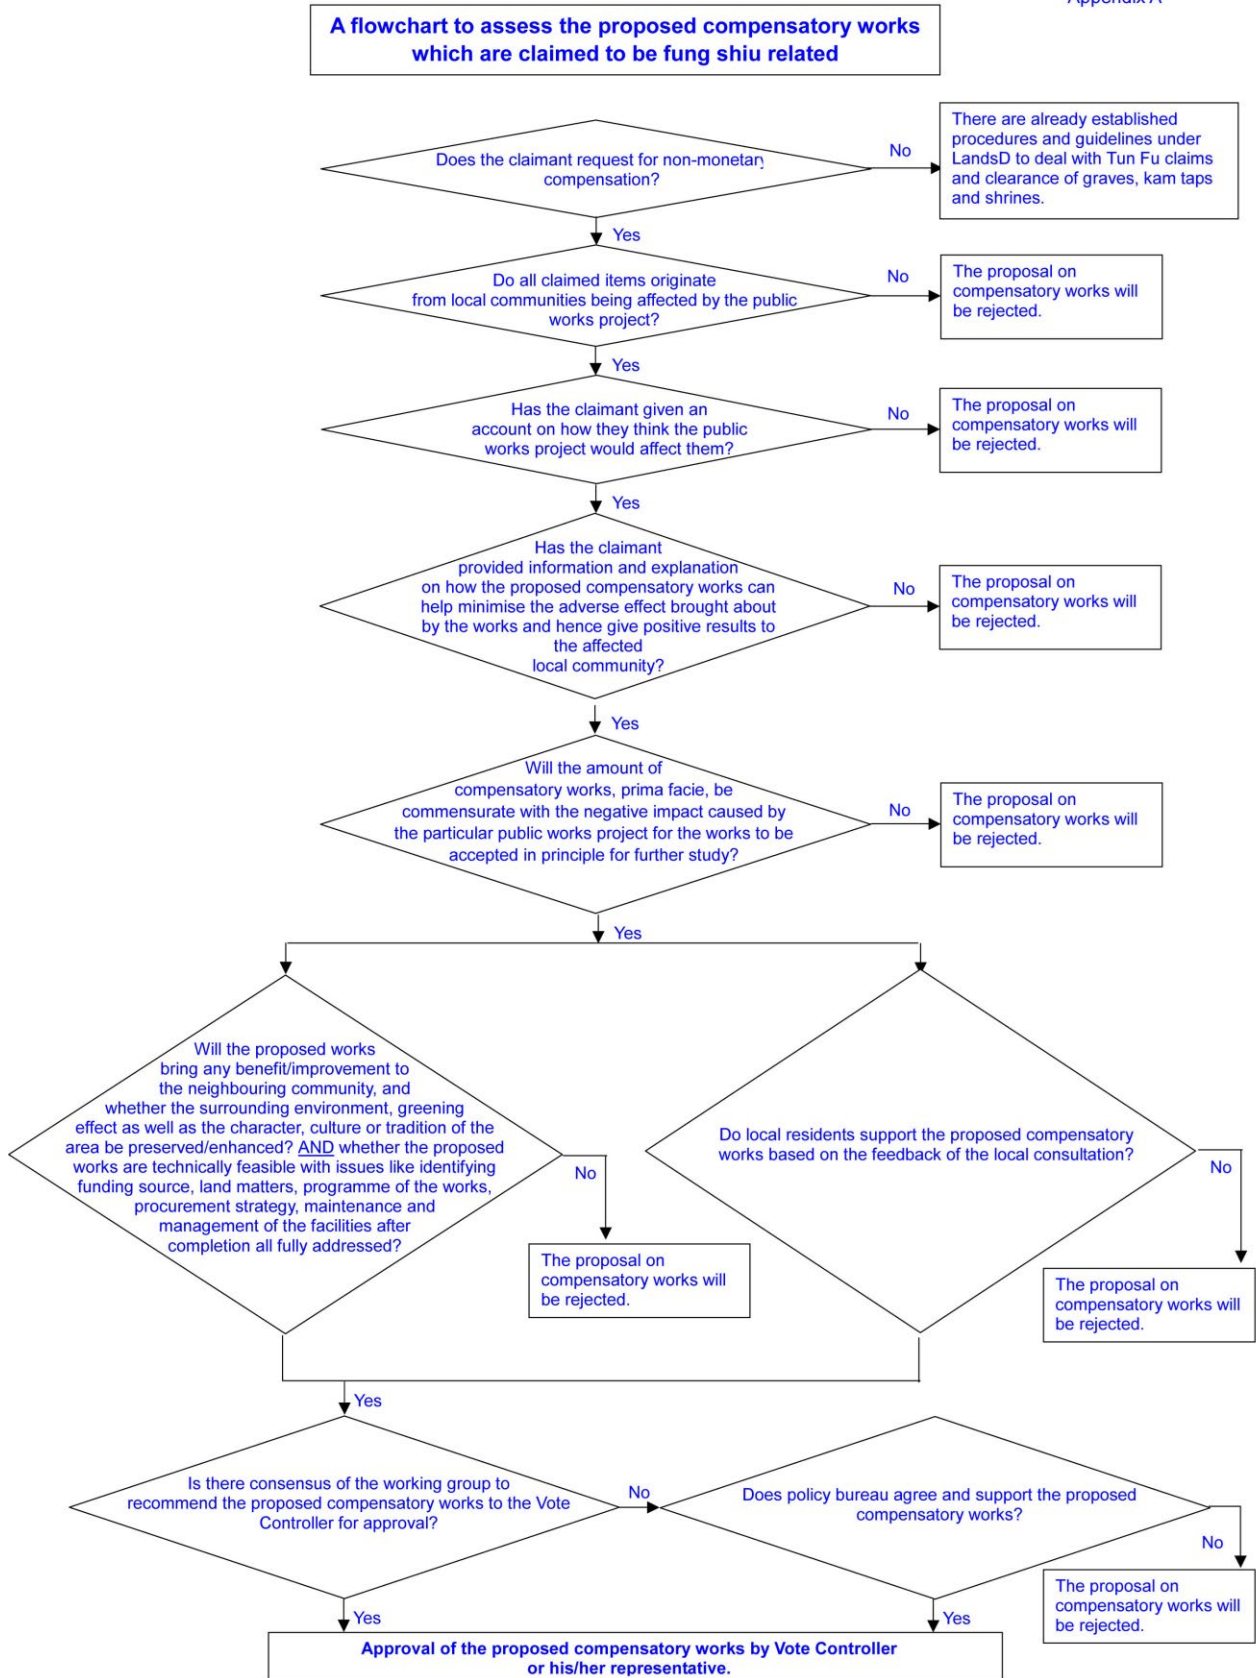 Appendix A
A flowchart to assess the proposed compensatory works
which are claimed to be fung shiu related
Does the claimant request for non-monetary
compensation?
No
There are already established
procedures and guidelines under
LandsD to deal with Tun Fu claims
and clearance of graves, kam taps
and shrines.
Yes
Do all claimed items originate
from local communities being affected by the public
works project?
No
The proposal on
compensatory works will
be rejected.
Yes
Has the claimant given an
account on how they think the public
works project would affect them?
No
The proposal on
compensatory works will
be rejected.
Yes
Has the claimant
provided information and explanation
on how the proposed compensatory works can
help minimise the adverse effect brought about
by the works and hence give positive results to
the affected
local community?
No
The proposal on
compensatory works will
be rejected.
Yes
Will the amount of
compensatory works, prima facie, be
commensurate with the negative impact caused by
the particular public works project for the works to be
accepted in principle for further study?
No
The proposal on
compensatory works will
be rejected.
Yes
Will the proposed works
bring any benefit/improvement to
the neighbouring community, and
whether the surrounding environment, greening
effect as well as the character, culture or tradition of the
area be preserved/enhanced? AND whether the proposed
works are technically feasible with issues like identifying
funding source, land matters, programme of the works,
procurement strategy, maintenance and
management of the facilities after
completion all fully addressed?
No
The proposal on
compensatory works will
be rejected.
Do local residents support the proposed compensatory
works based on the feedback of the local consultation?
No
The proposal on
compensatory works will
be rejected.
Yes
Is there consensus of the working group to
recommend the proposed compensatory works to the Vote
Controller for approval?
No
Does policy bureau agree and support the proposed
compensatory works?
No
The proposal on
compensatory works will
be rejected.
Yes
Yes
Approval of the proposed compensatory works by Vote Controller
or his/her representative.